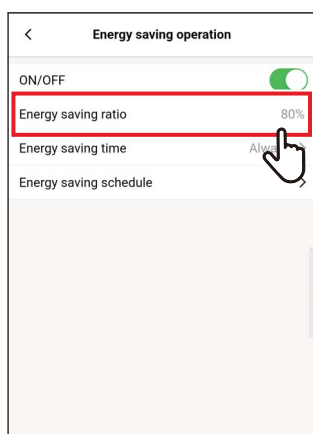 Energy saving operation
ON/OFF
Energy saving ratio 80%
Energy saving time
Energy saving schedule